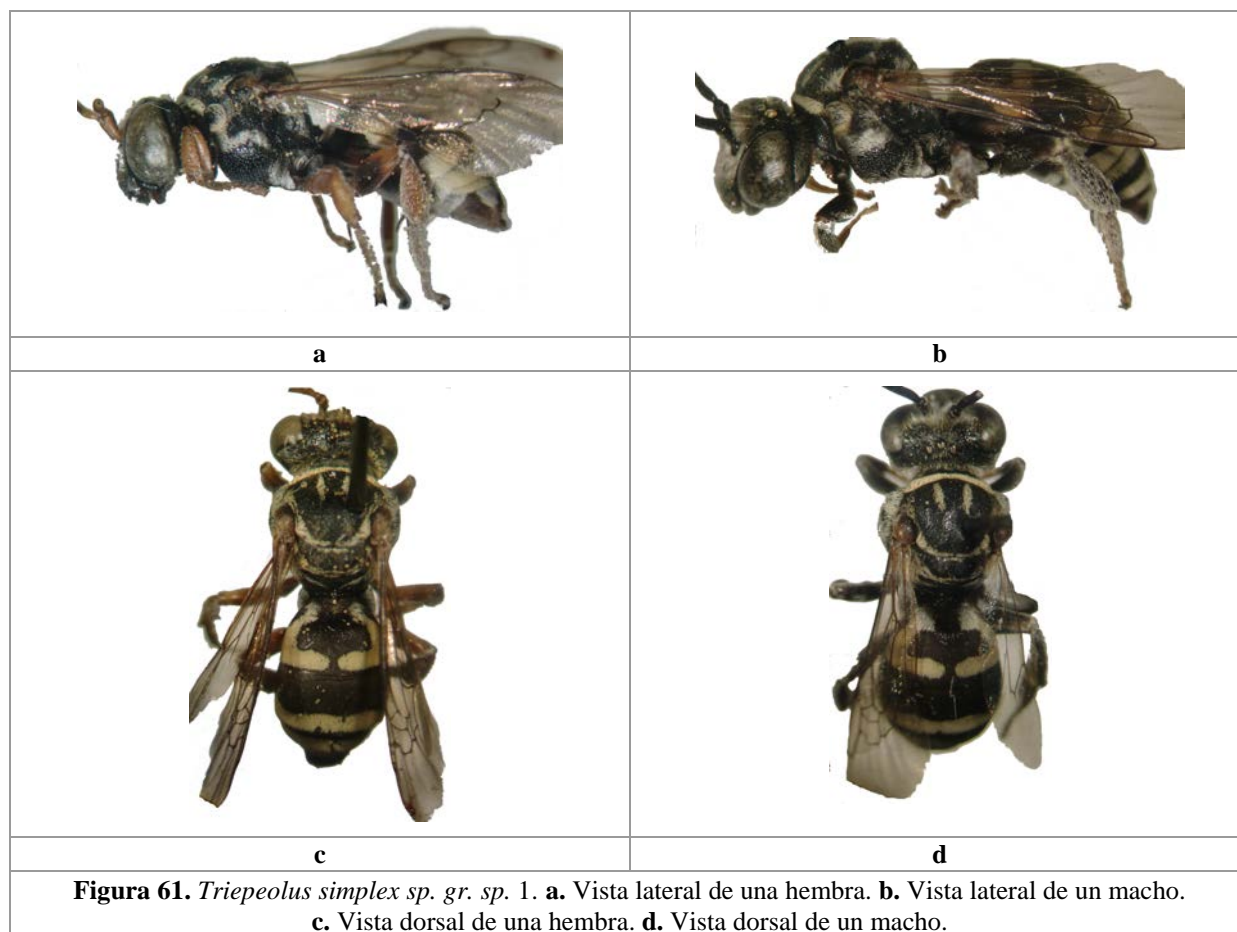 a
b
c
d
Figura 61. Triepeolus simplex sp. gr. sp. 1. a. Vista lateral de una hembra. b. Vista lateral de un macho.
c. Vista dorsal de una hembra. d. Vista dorsal de un macho.